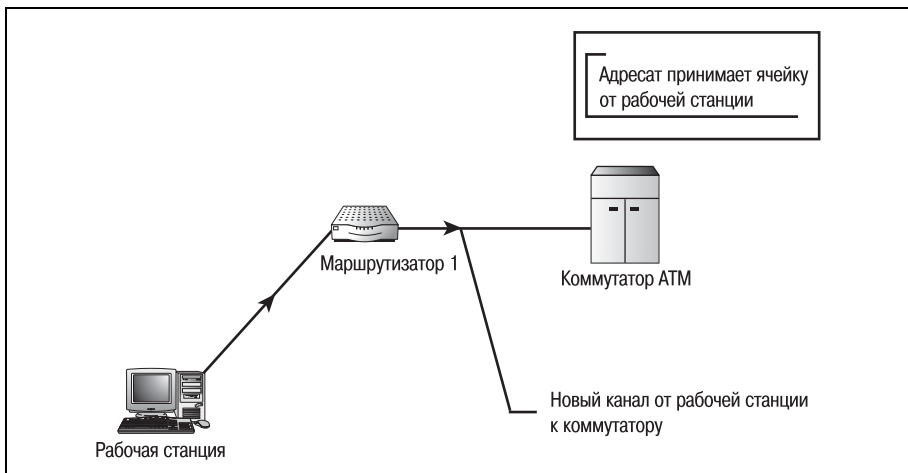 Адресат принимает ячейку
от рабочей станции
Маршрутизатор 1
Коммутатор ATM
Новый канал от рабочей станции
к коммутатору
Рабочая станция